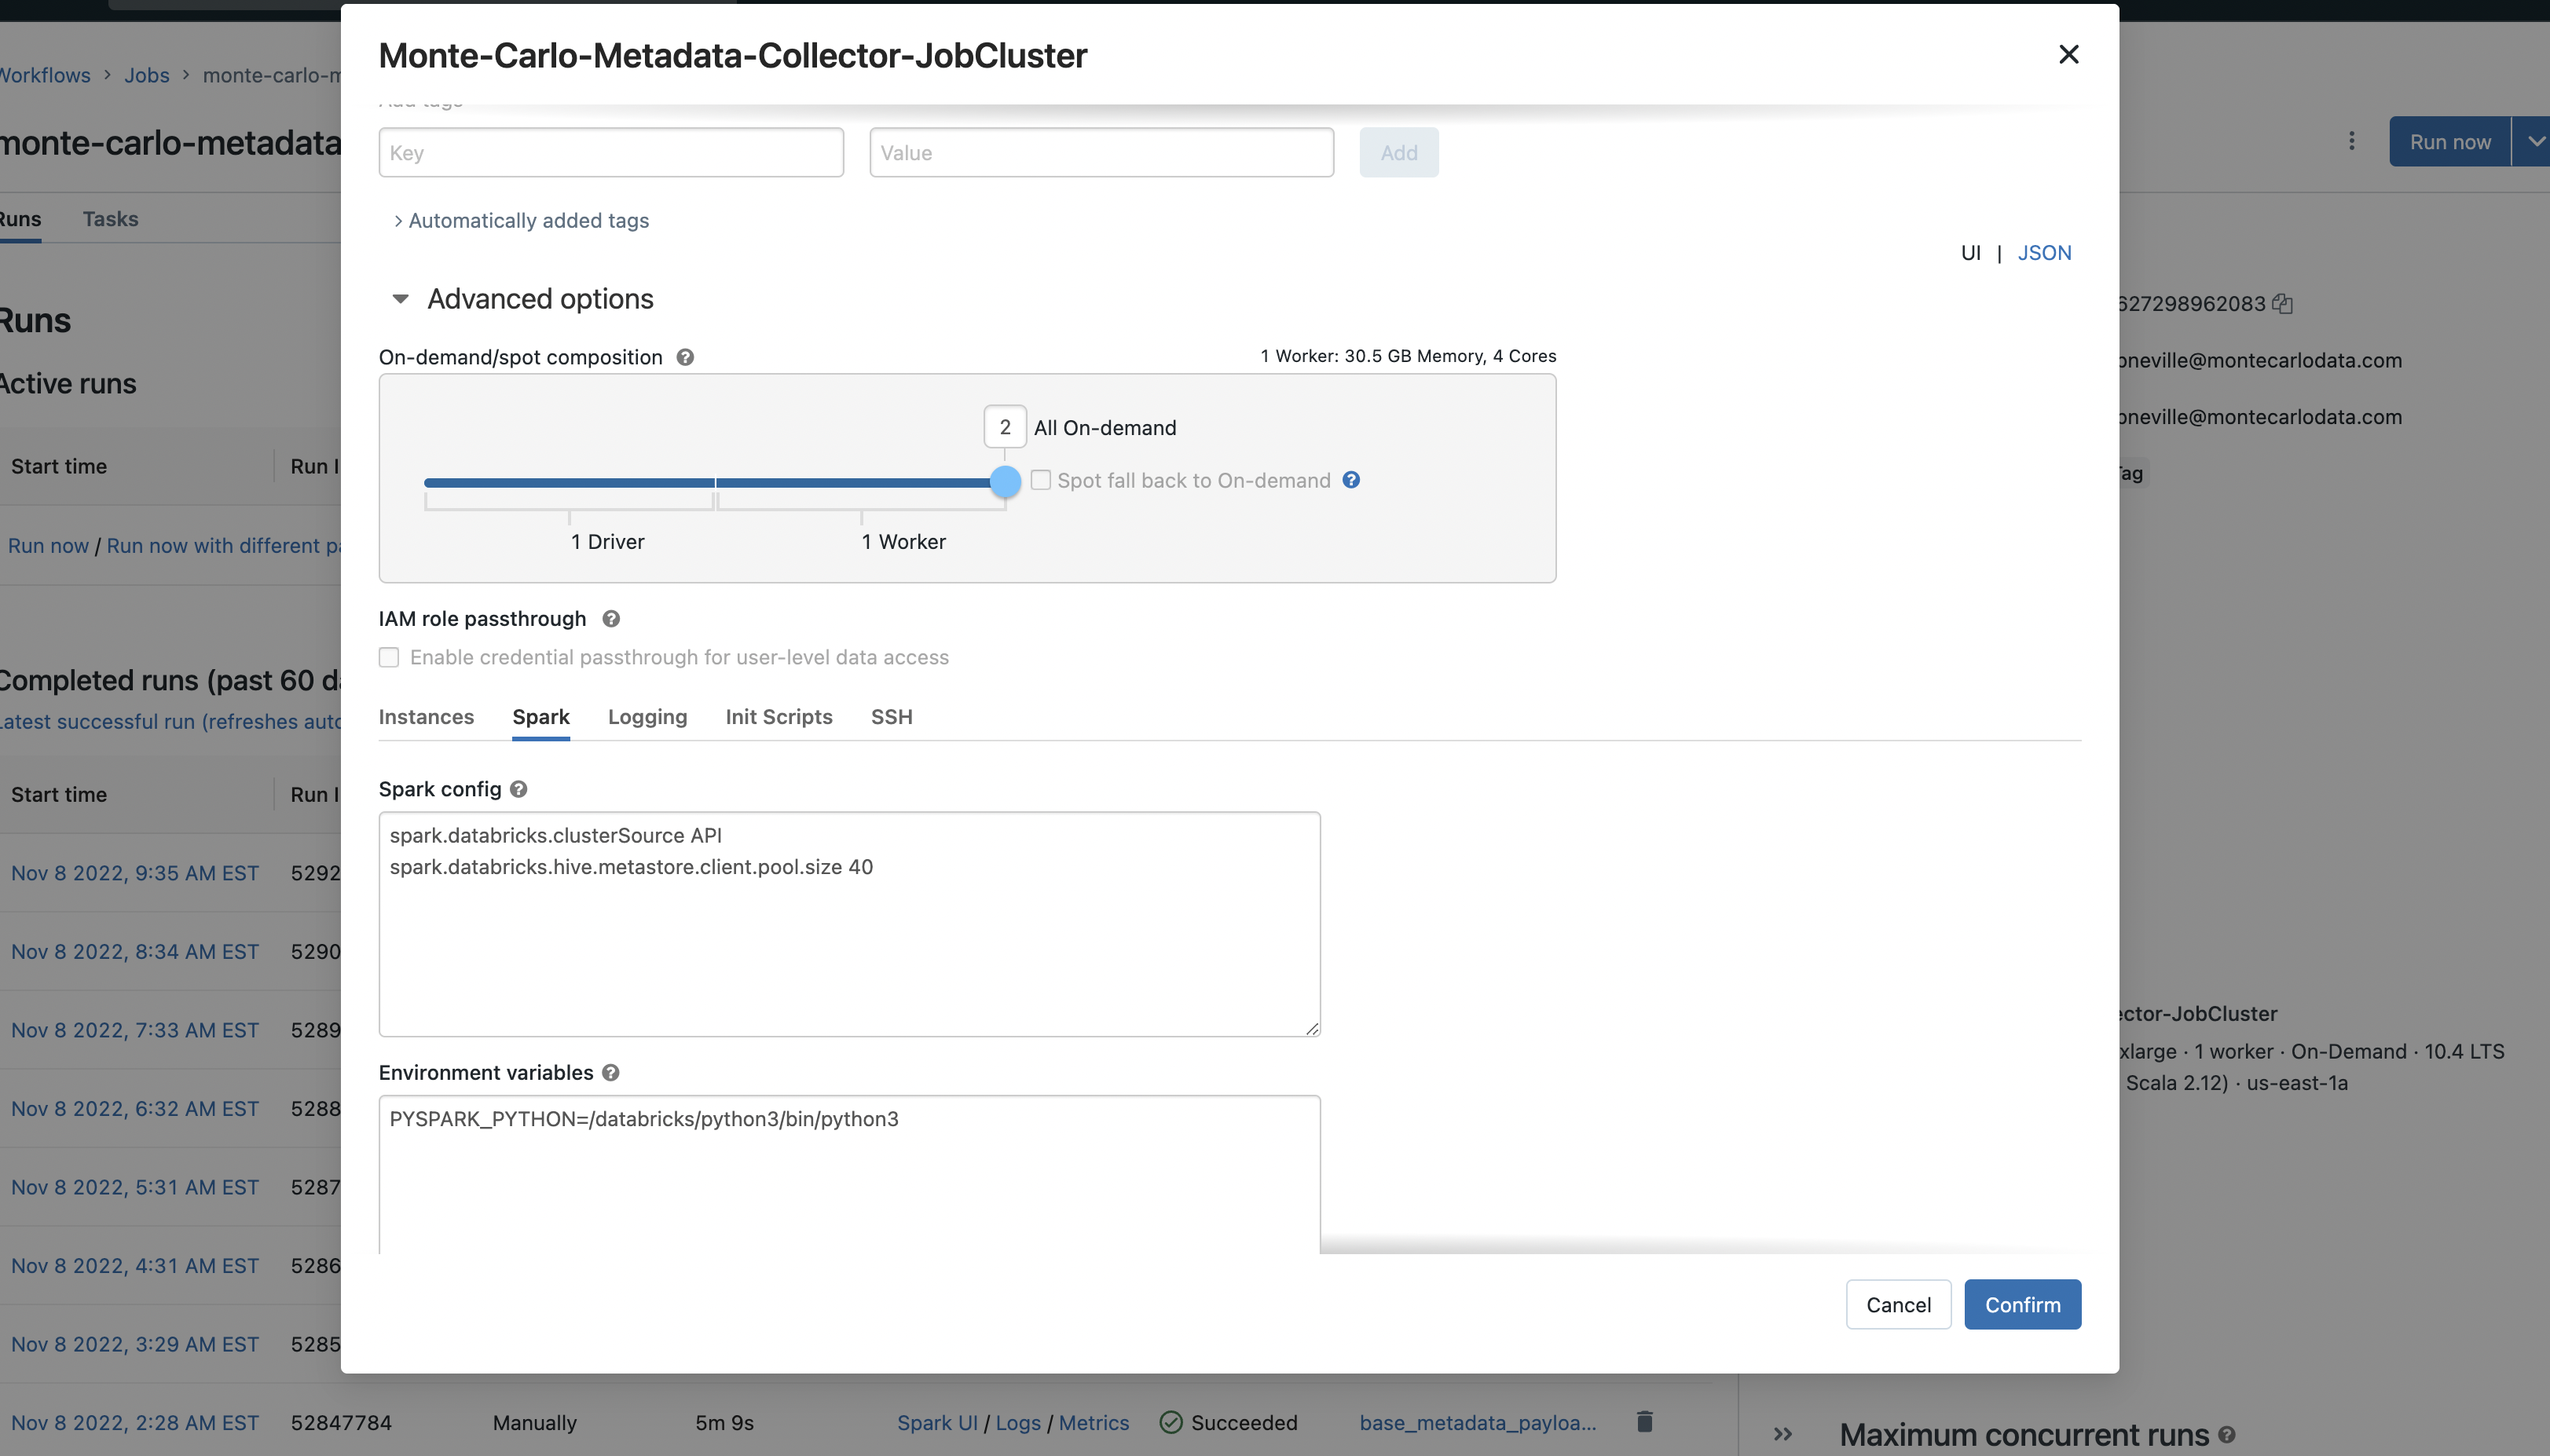 Monte-Carlo-Metadata-Collector-JobCluster
Workflows > Jobs > monte-carlo-m
monte-carlo-metadata
Run now
Key
Value
Add
Runs
Tasks
> Automatically added tags
UI | JSON
Advanced options
627298962083
Runs
On-demand/spot composition
1 Worker: 30.5 GB Memory, 4 Cores
oneville@montecarlodata.com
Active runs
2 All On-demand
oneville@montecarlodata.com
Start time
Run I
Spot fall back to On-demand
Tag
1 Driver
1 Worker
Run now / Run now with different pa
IAM role passthrough
Enable credential passthrough for user-level data access
Completed runs (past 60 da
Latest successful run (refreshes auto
Instances
Spark
Logging
Init Scripts
SSH
Start time
Run I
Spark config
spark.databricks.clusterSource API
spark.databricks.hive.metastore.client.pool.size 40
Nov 8 2022, 9:35 AM EST 5292
Nov 8 2022, 8:34 AM EST 5290
Nov 8 2022, 7:33 AM EST 5289
ector-JobCluster
xlarge · 1 worker · On-Demand · 10.4 LTS
Scala 2.12) · us-east-1a
Environment variables
PYSPARK_PYTHON=/databricks/python3/bin/python3
Nov 8 2022, 6:32 AM EST 5288
Nov 8 2022, 5:31 AM EST 5287
Nov 8 2022, 4:31 AM EST 5286
Nov 8 2022, 3:29 AM EST 5285
Cancel
Confirm
Nov 8 2022, 2:28 AM EST 52847784 Manually 5m 9s Spark UI / Logs / Metrics Succeeded base_metadata_payloa...
Maximum concurrent runs